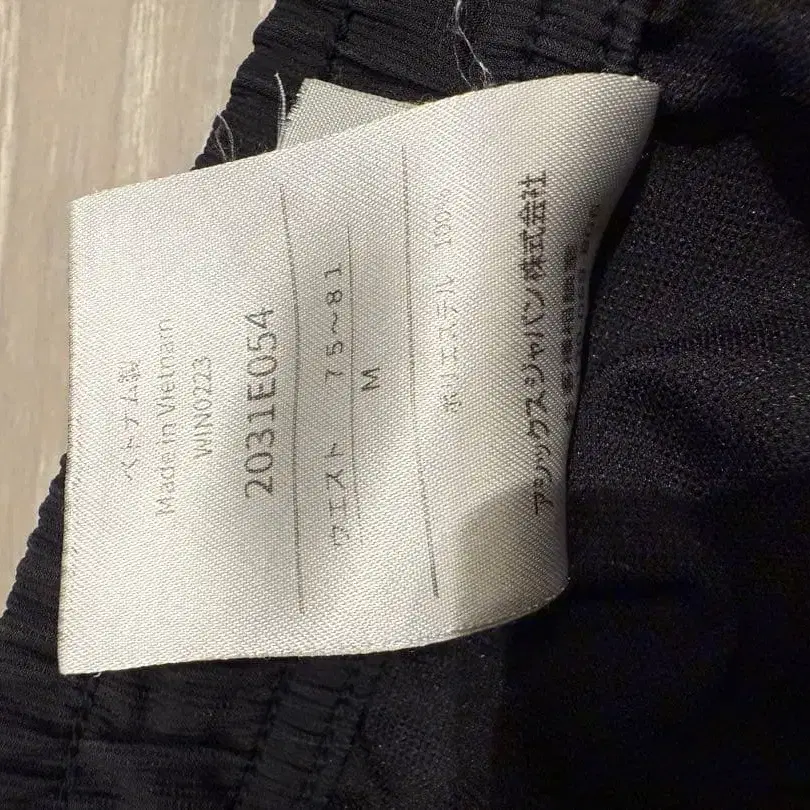 ベトナム製
Made in Vietnam
WIN0223
2031E054
ウエスト 75～81
M
ポリエステル 100%
アシックスジャパン株式会社